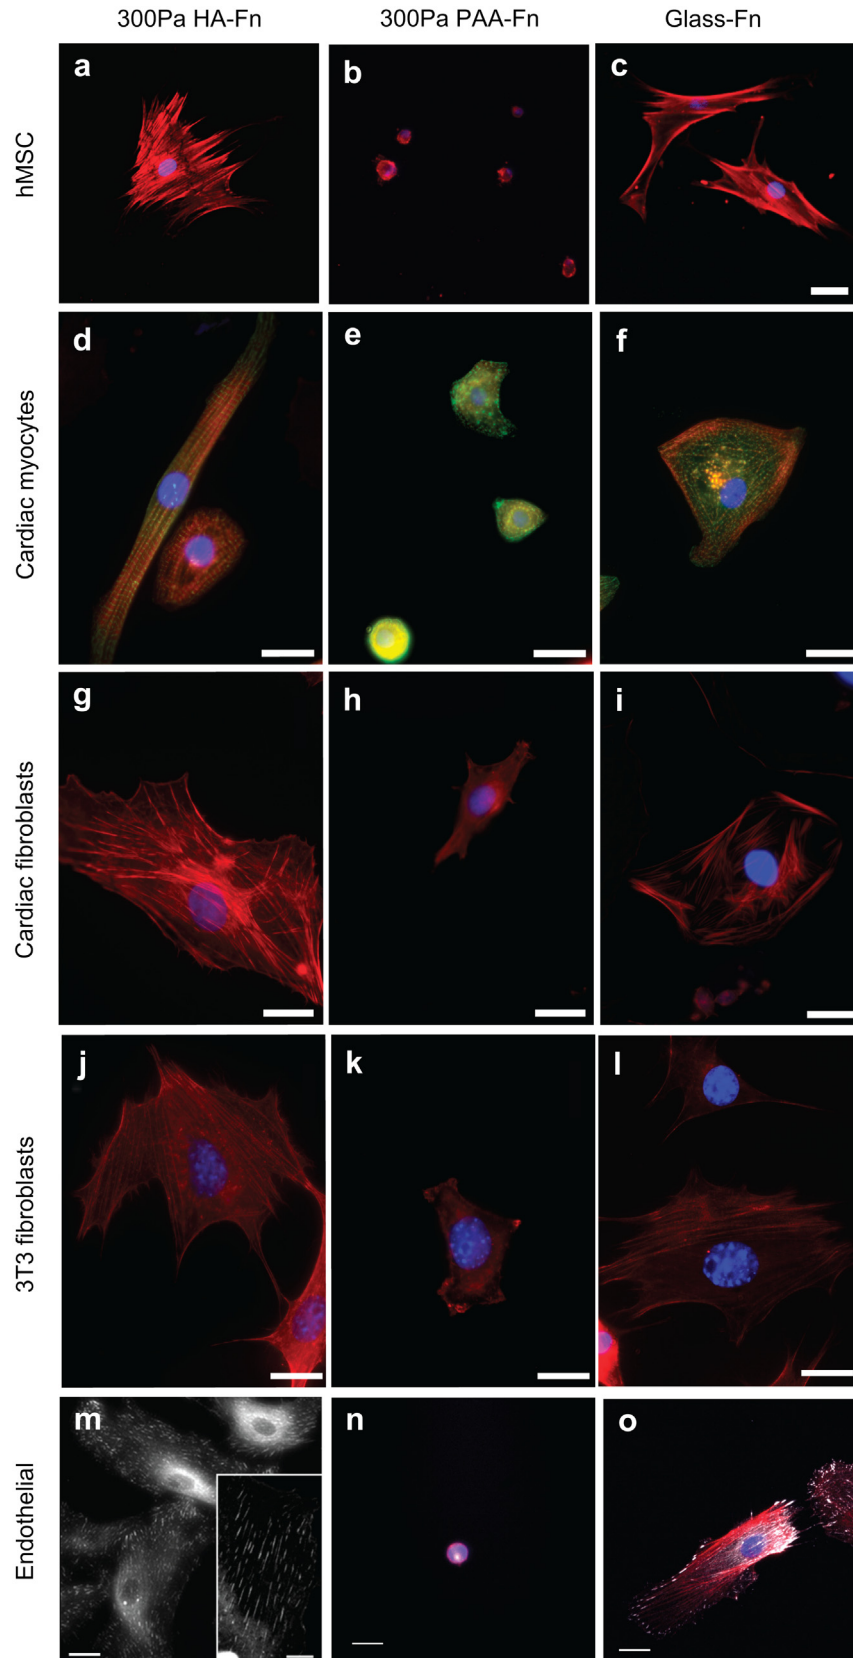 300Pa HA-Fn 300Pa PAA-Fn Glass-Fn
hMSC
a b c
Cardiac myocytes
d e f
Cardiac fibroblasts
g h i
3T3 fibroblasts
j k l
Endothelial
m n o